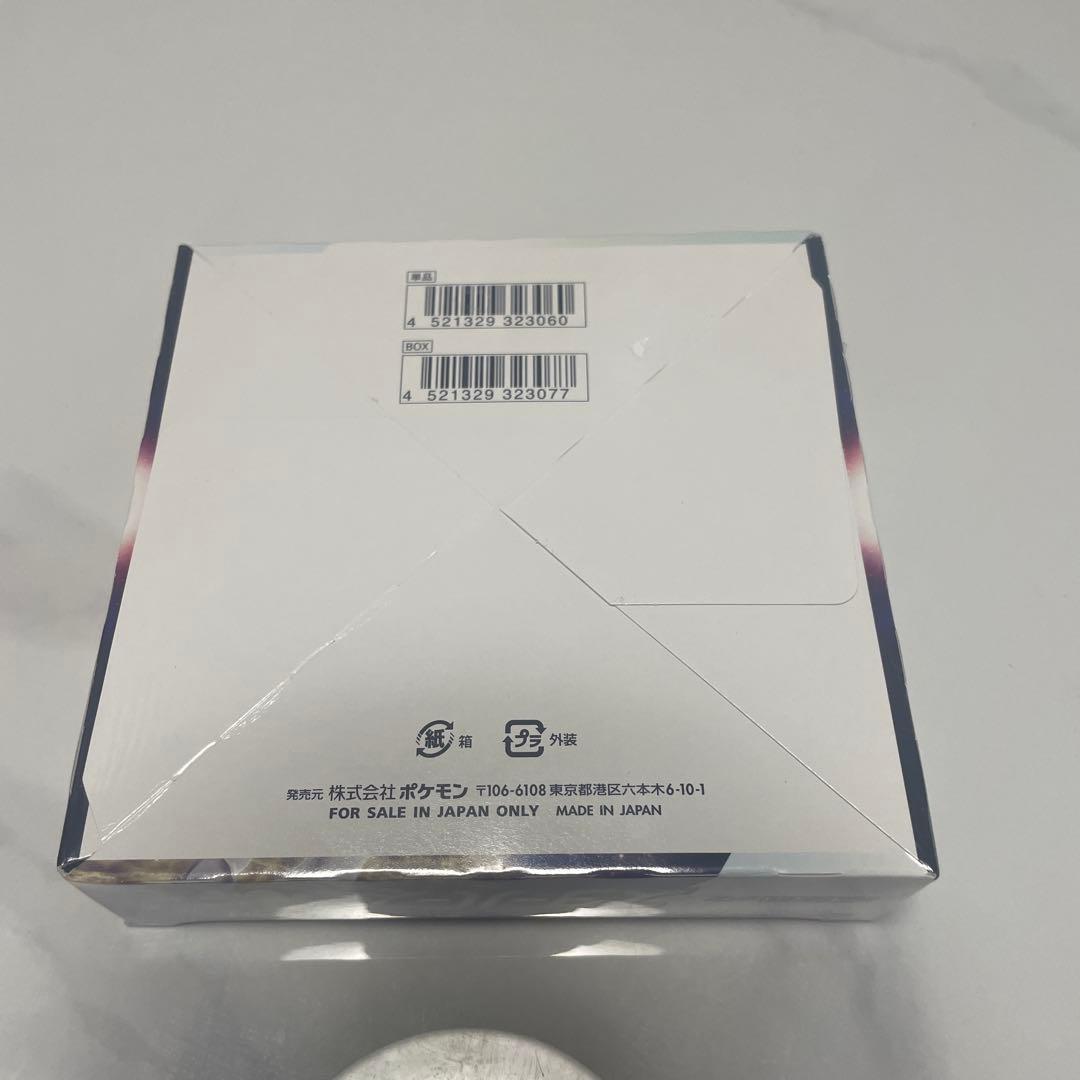 単品
4 521329 323060
BOX
4 521329 323077
紙 箱 プラ 外装
発売元 株式会社 ポケモン 〒106-6108 東京都港区六本木6-10-1
FOR SALE IN JAPAN ONLY MADE IN JAPAN